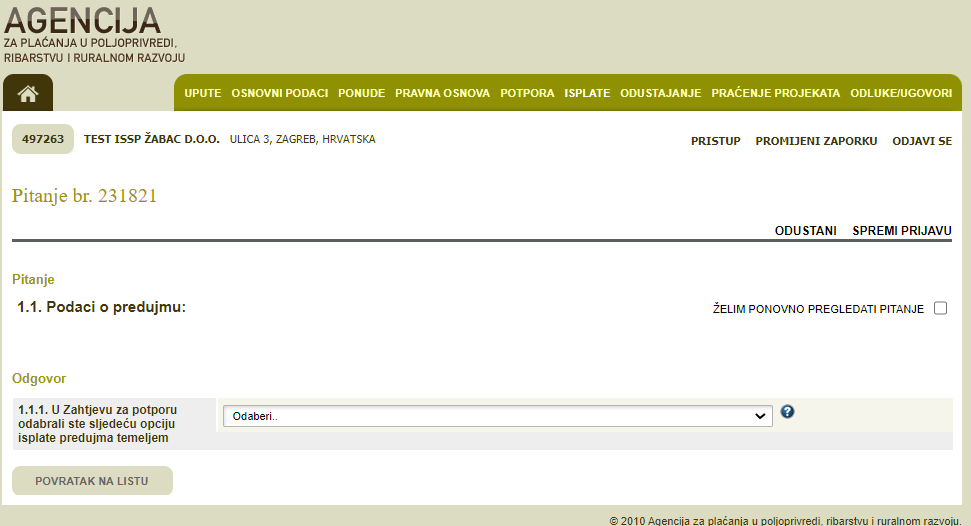 AGENCIJA
ZA PLAĆANJA U POLJOPRIVREDI,
RIBARSTVU I RURALNOM RAZVOJU
UPUTE OSNOVNI PODACI PONUDE PRAVNA OSNOVA POTPORA ISPLATE ODUSTAJANJE PRAĆENJE PROJEKATA ODLUKE/UGOVORI
497263 TEST ISSP ŽABAC D.O.O. ULICA 3, ZAGREB, HRVATSKA
PRISTUP PROMIJENI ZAPORKU ODJAVI SE
Pitanje br. 231821
ODUSTANI SPREMI PRIJAVU
Pitanje
1.1. Podaci o predujmu:
ŽELIM PONOVNO PREGLEDATI PITANJE
Odgovor
1.1.1. U Zahtjevu za potporu
odabrali ste sljedeću opciju
isplate predujma temeljem
Odaberi..
?
POVRATAK NA LISTU
© 2010 Agencija za plaćanja u poljoprivredi, ribarstvu i ruralnom razvoju,